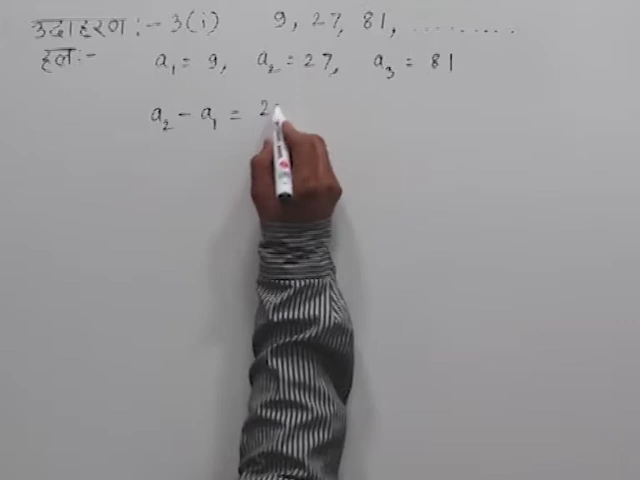 उदाहरण:- 3(i) 9, 27, 81, ..........
हल:- a₁ = 9, a₂ = 27, a₃ = 81
a₂ - a₁ = 2